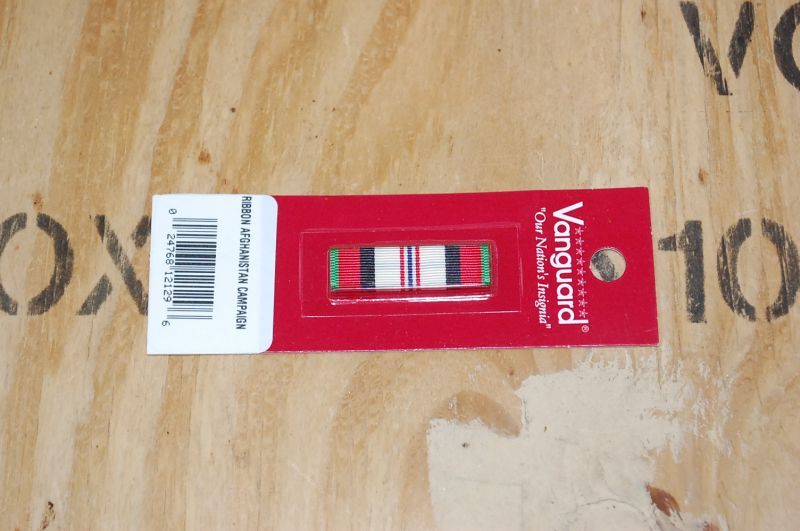 Vanguard®
"Our Nation's Insignia"
RIBBON AFGHANISTAN CAMPAIGN
0 24768 12129 6
OX
10